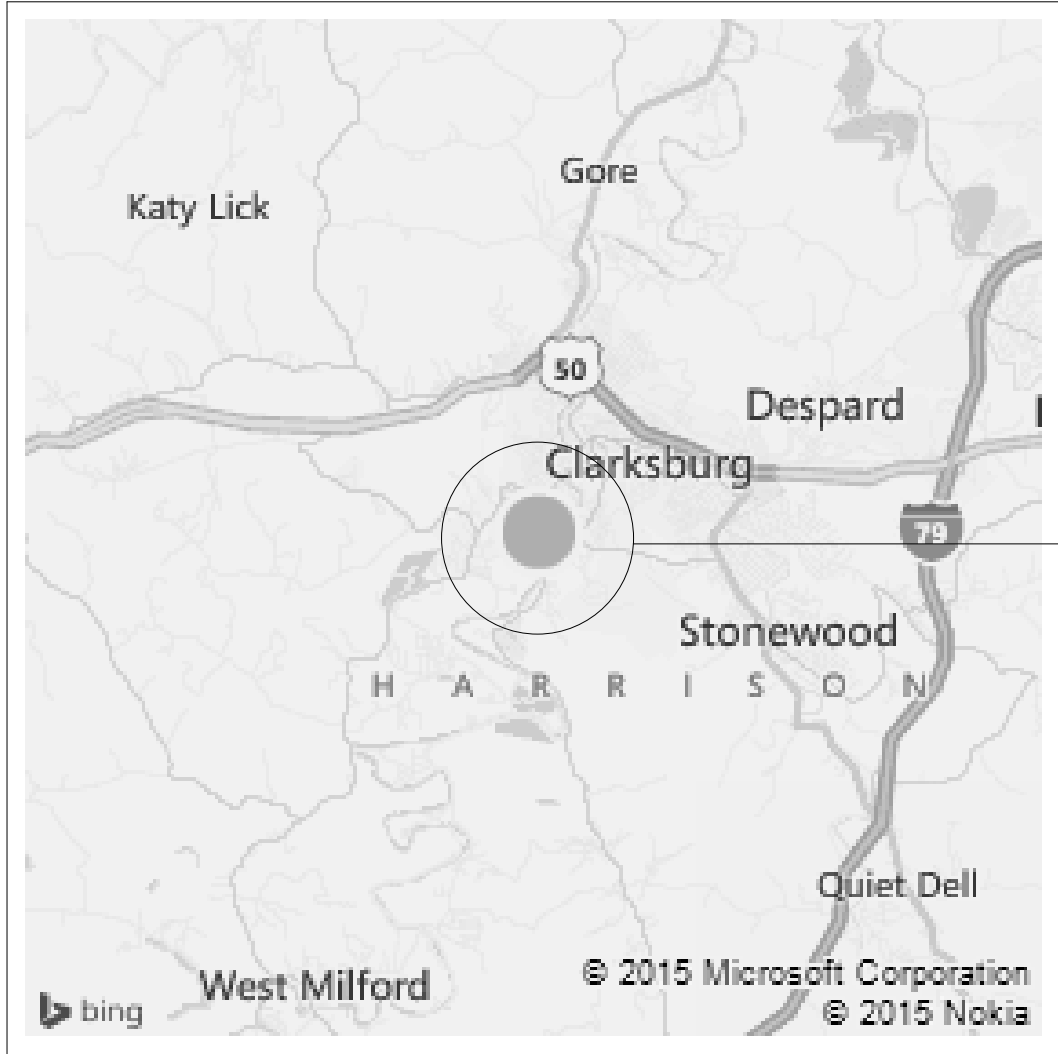 Gore
Katy Lick
50
Despard
Clarksburg
79
Stonewood
H A R R I S O N
Quiet Dell
West Milford
© 2015 Microsoft Corporation
© 2015 Nokia
bing